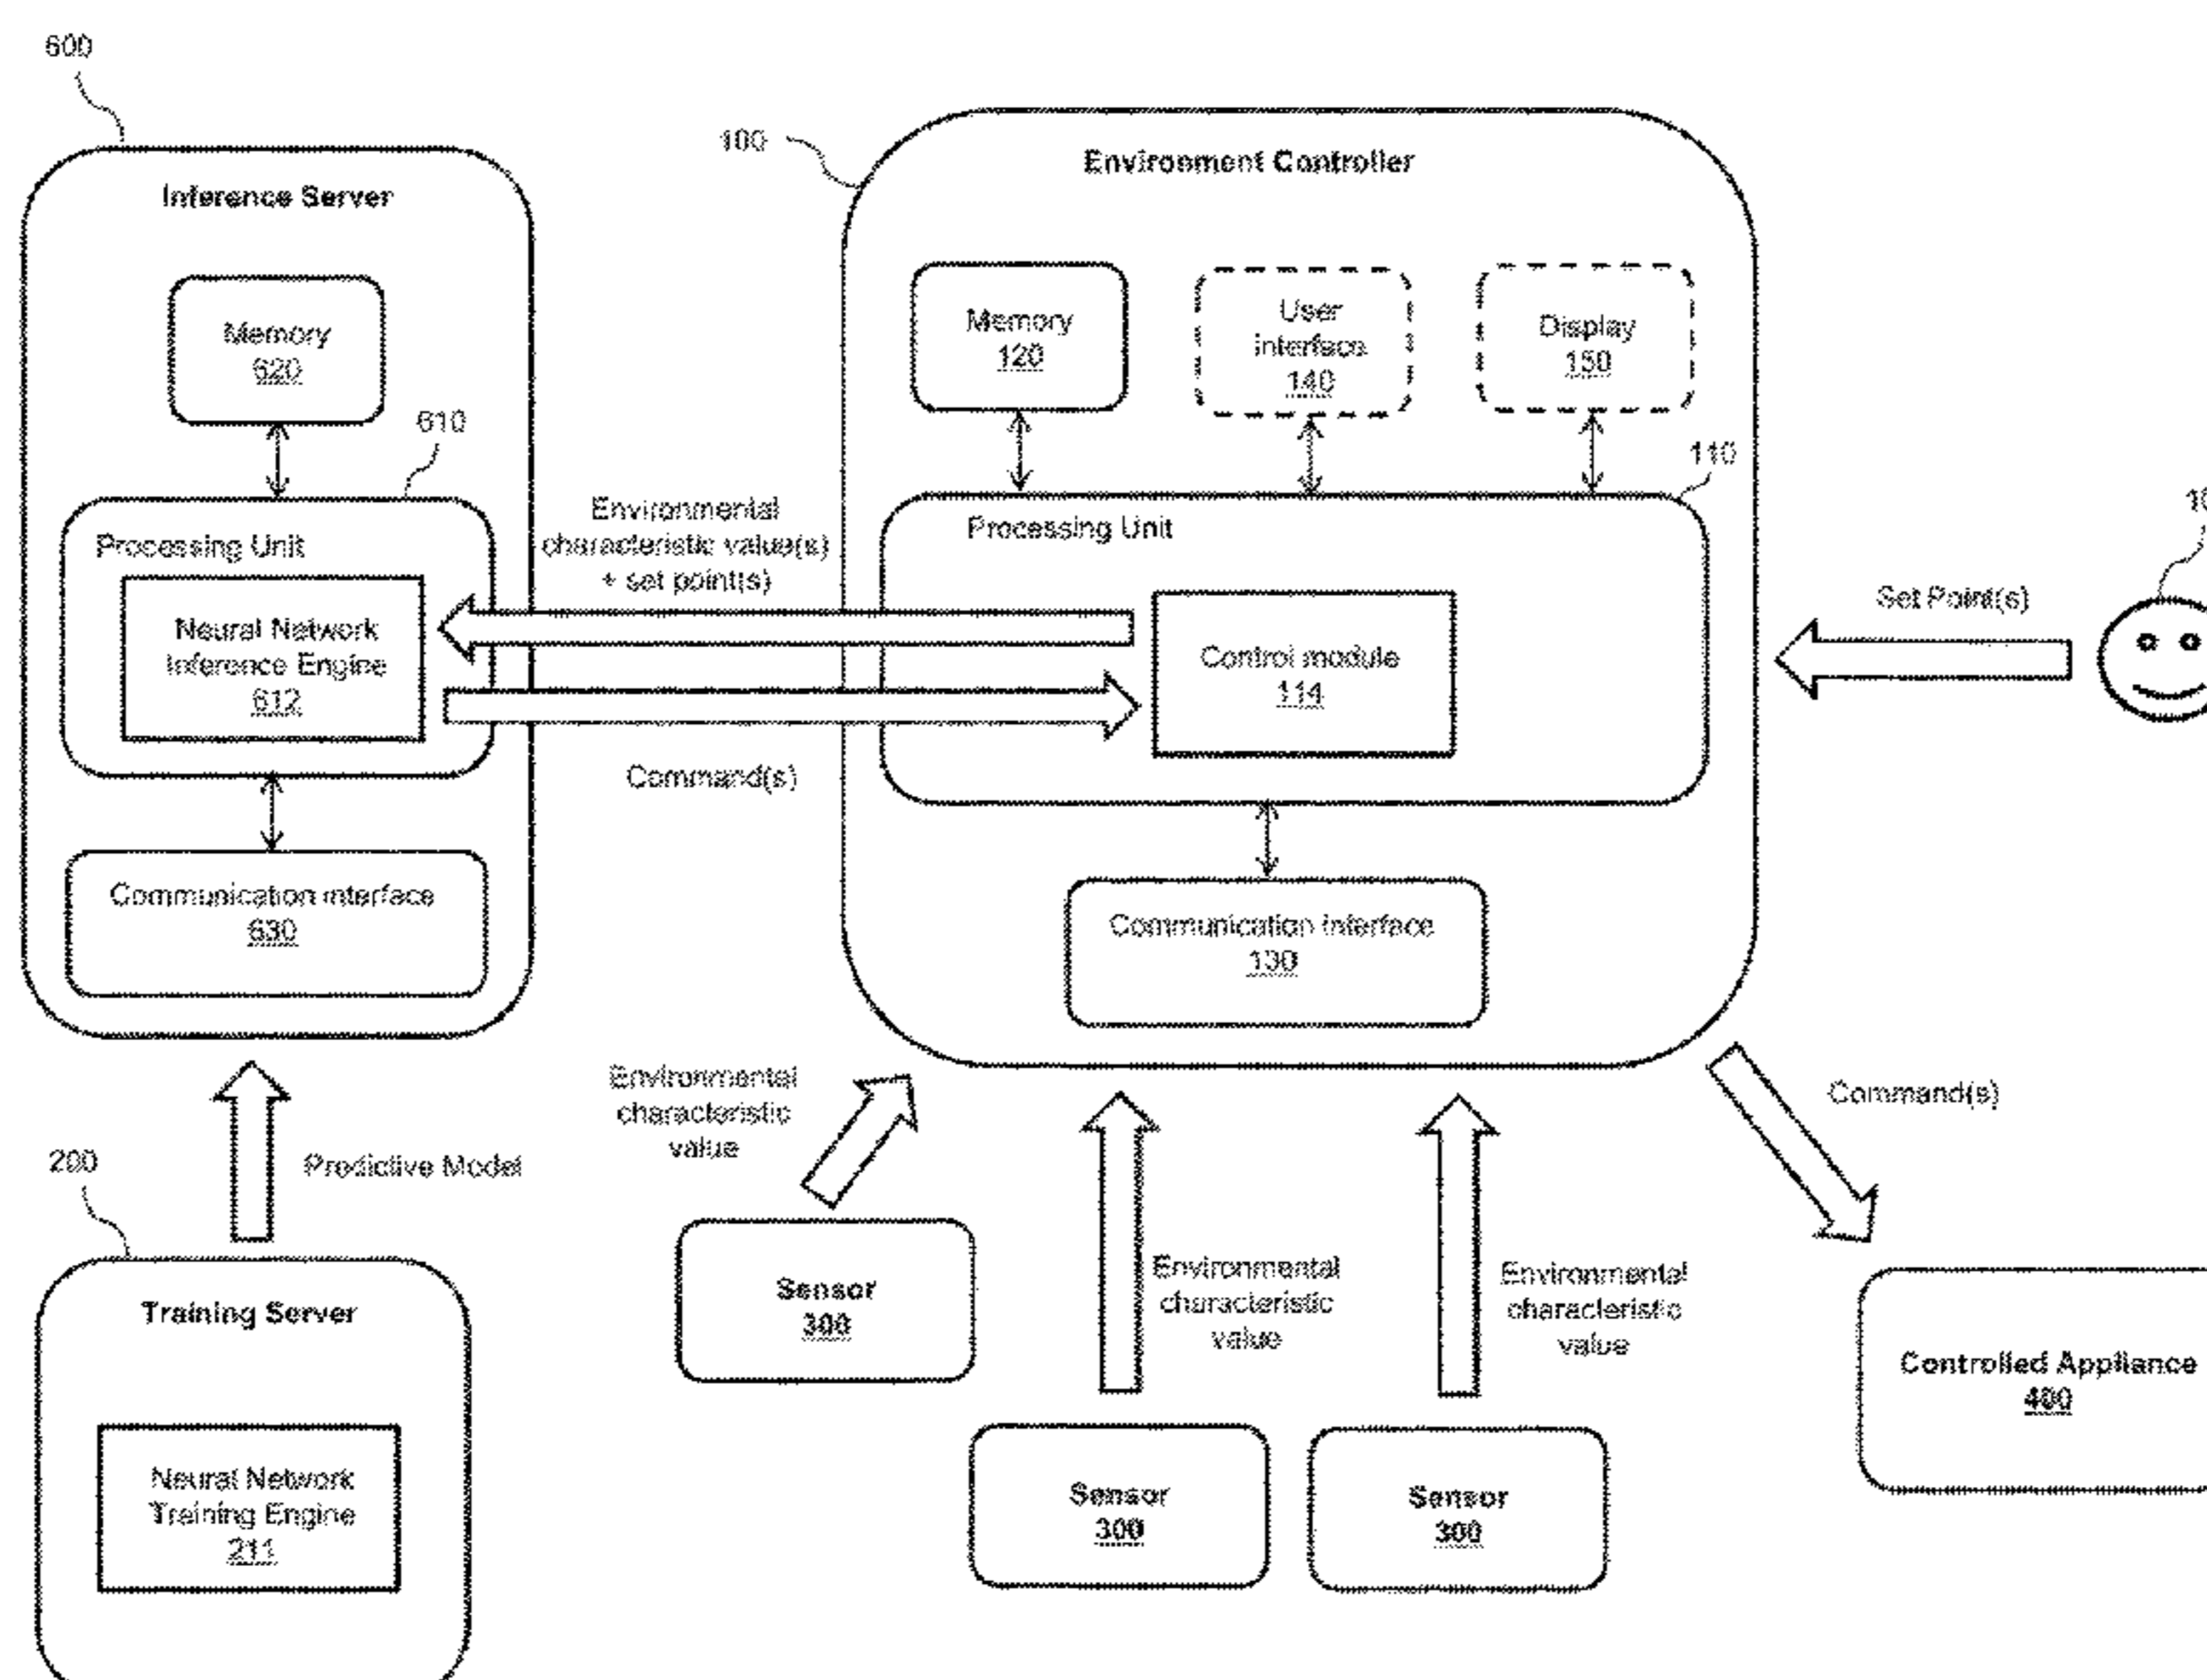 600
Inference Server
Memory
620
610
Processing Unit
Neural Network
Inference Engine
612
Communication interface
630
Environmental
characteristic value(s)
+ set point(s)
Command(s)
100
Environment Controller
Memory
120
User
interface
140
Display
150
110
Processing Unit
Control module
114
Communication interface
130
Set Point(s)
Predictive Model
200
Training Server
Neural Network
Training Engine
211
Environmental
characteristic
value
Sensor
300
Environmental
characteristic
value
Sensor
300
Environmental
characteristic
value
Sensor
300
Command(s)
Controlled Appliance
400